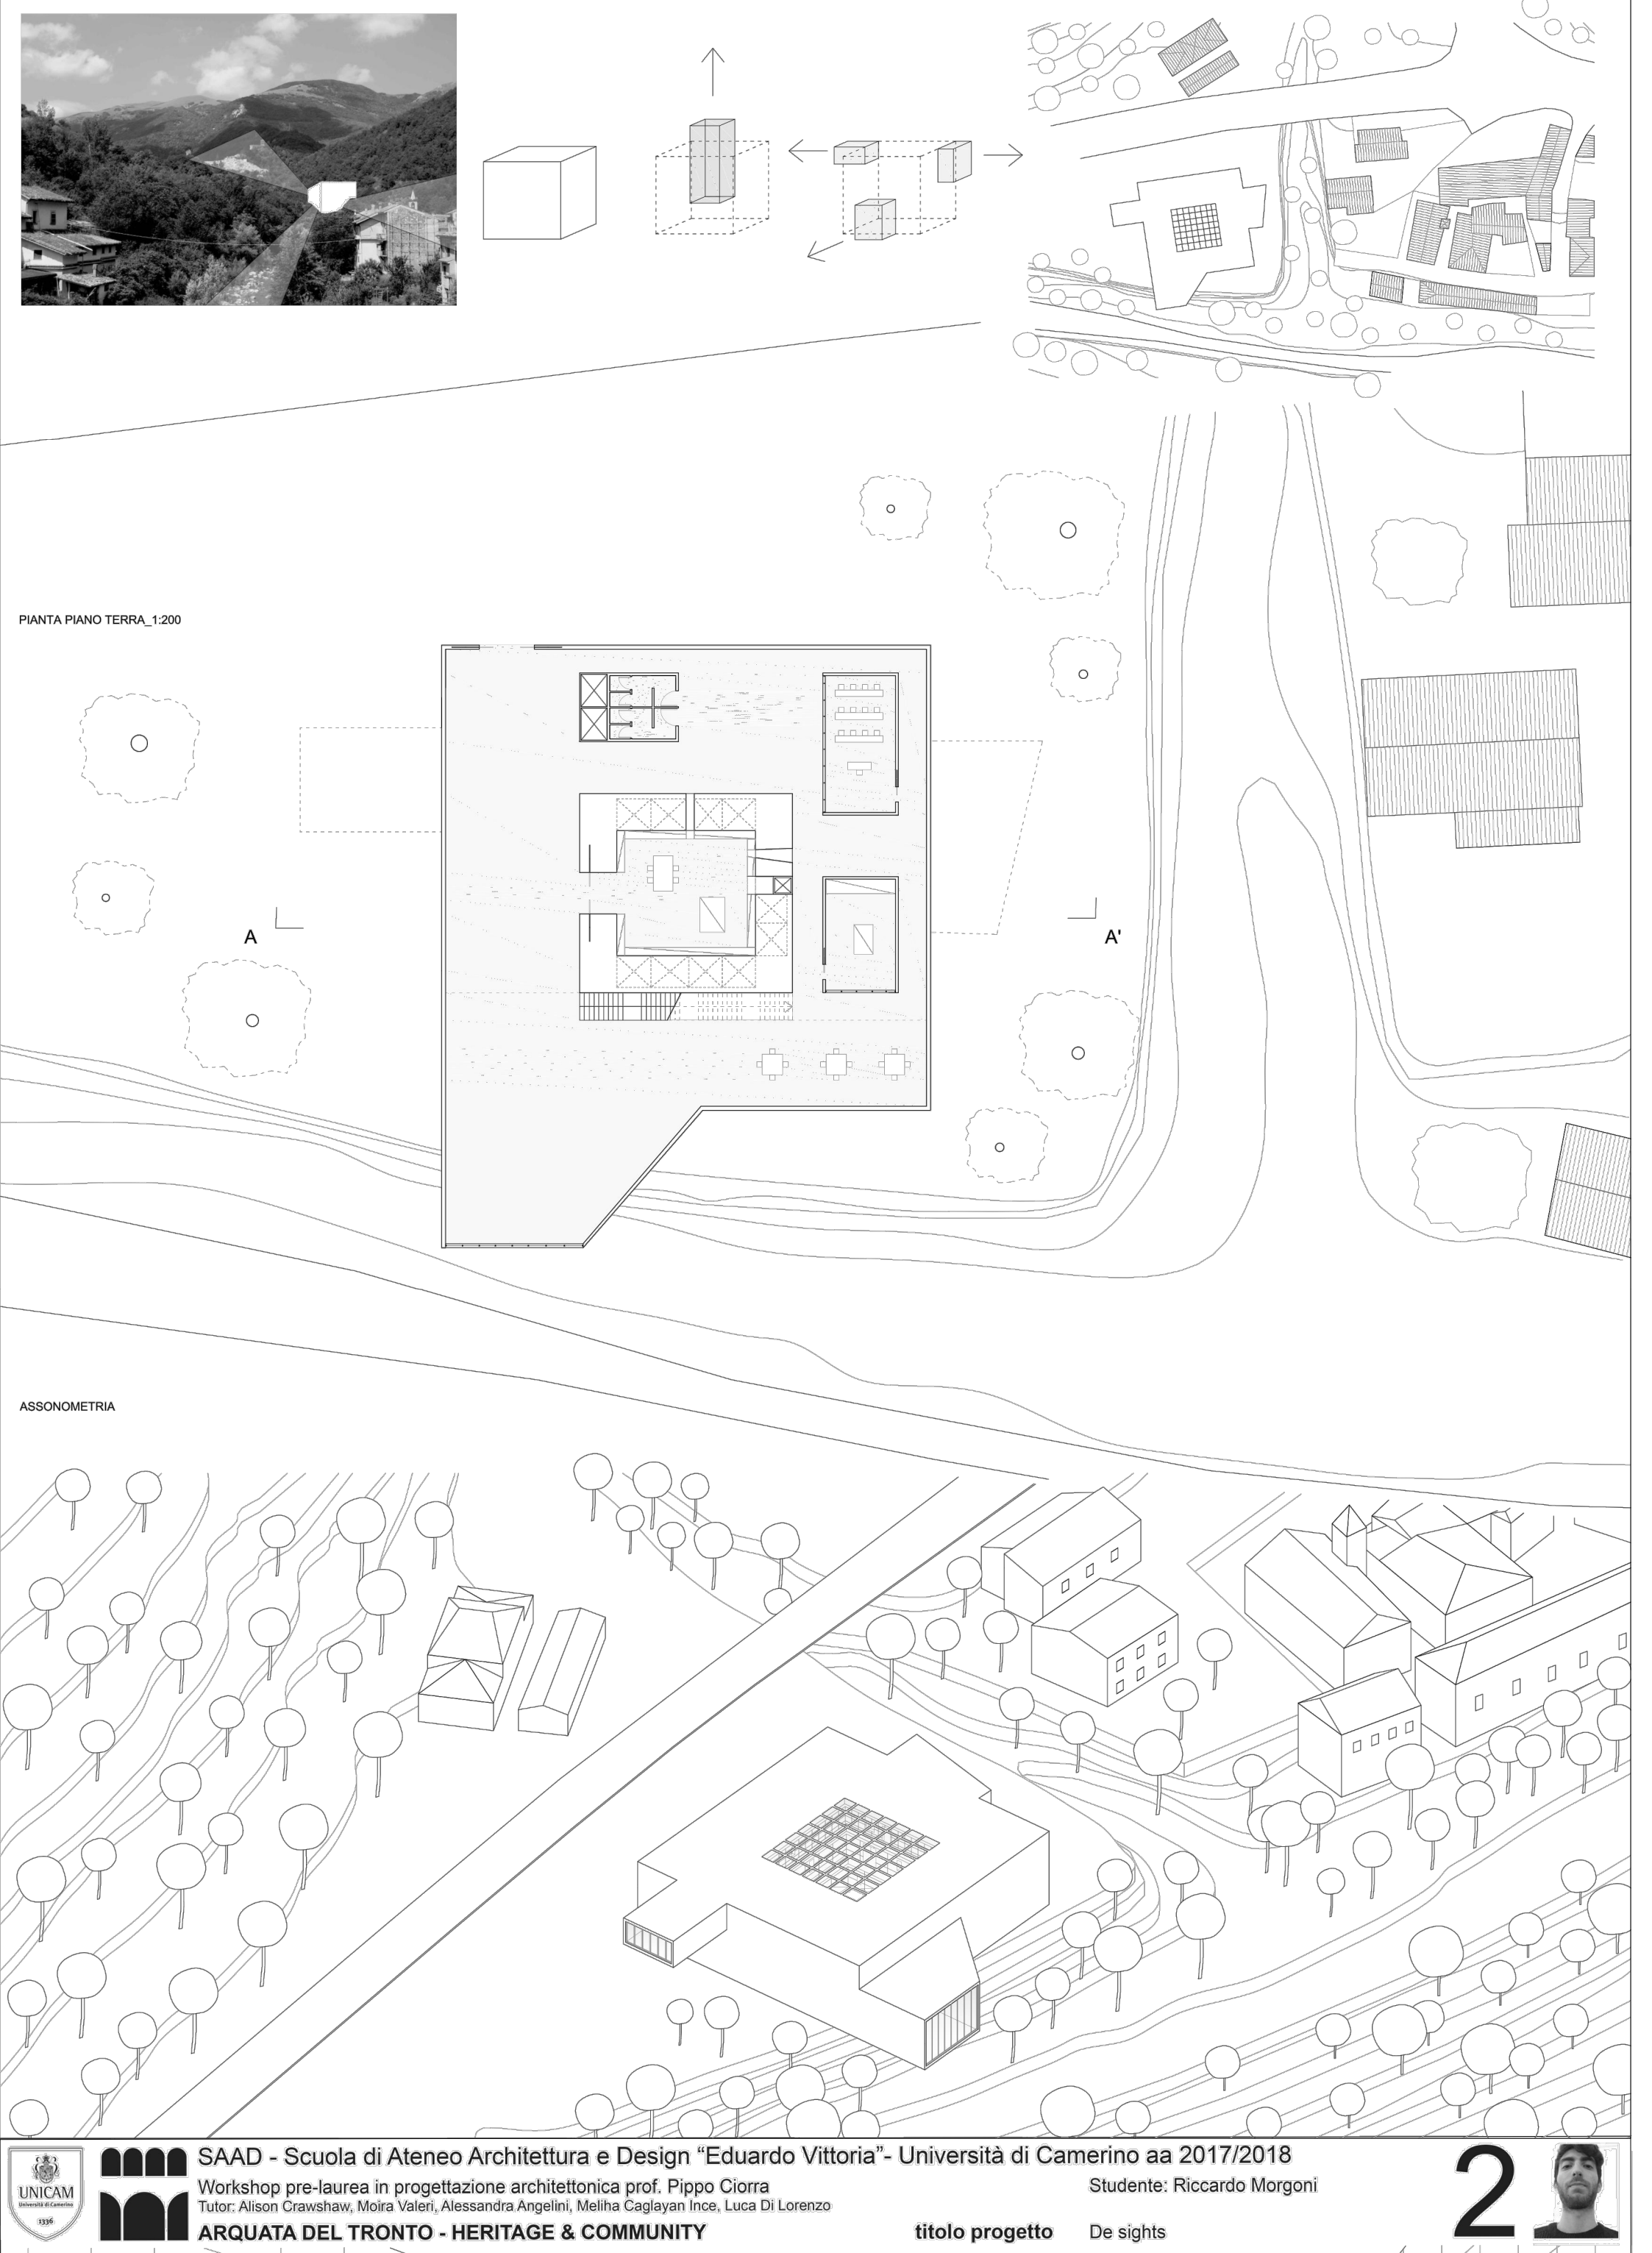 PIANTA PIANO TERRA_1:200
A
A'
ASSONOMETRIA
UNICAM
Università di Camerino
1336
SAAD - Scuola di Ateneo Architettura e Design “Eduardo Vittoria”- Università di Camerino aa 2017/2018
Workshop pre-laurea in progettazione architettonica prof. Pippo Ciorra
Studente: Riccardo Morgoni
Tutor: Alison Crawshaw, Moira Valeri, Alessandra Angelini, Meliha Caglayan Ince, Luca Di Lorenzo
ARQUATA DEL TRONTO - HERITAGE & COMMUNITY
titolo progetto De sights
2